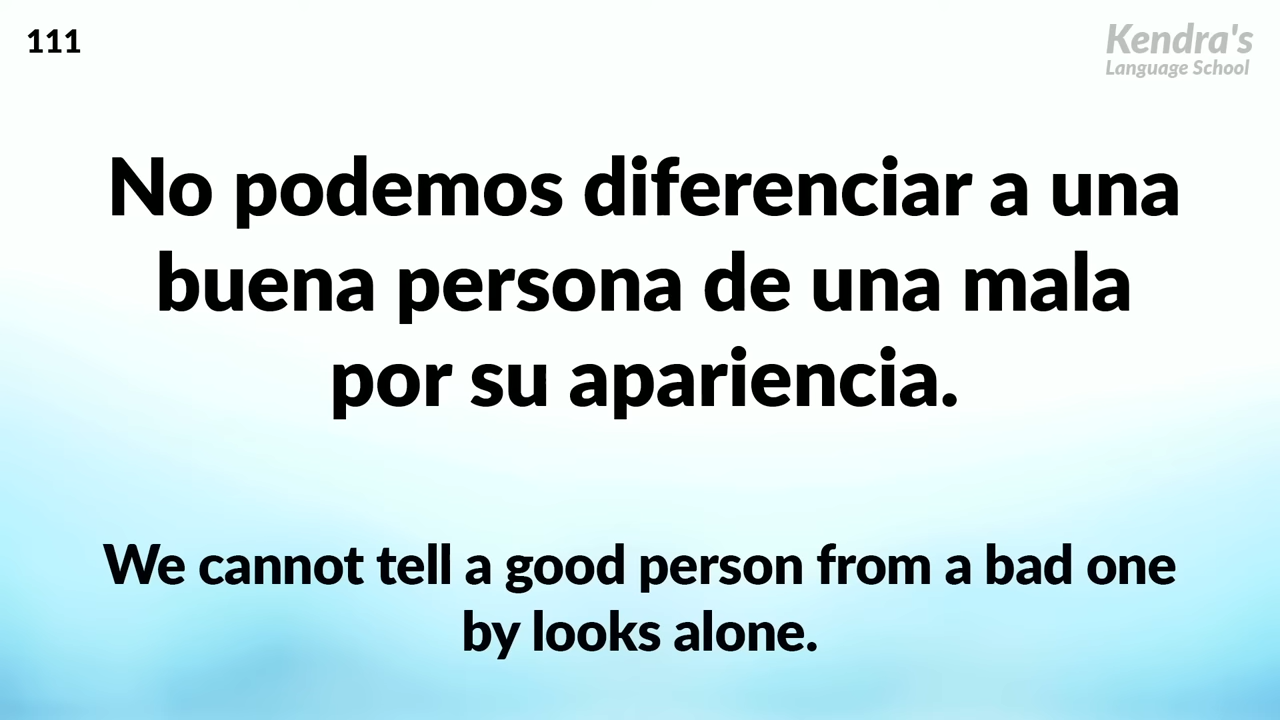 111
Kendra's
Language School
No podemos diferenciar a una
buena persona de una mala
por su apariencia.
We cannot tell a good person from a bad one
by looks alone.